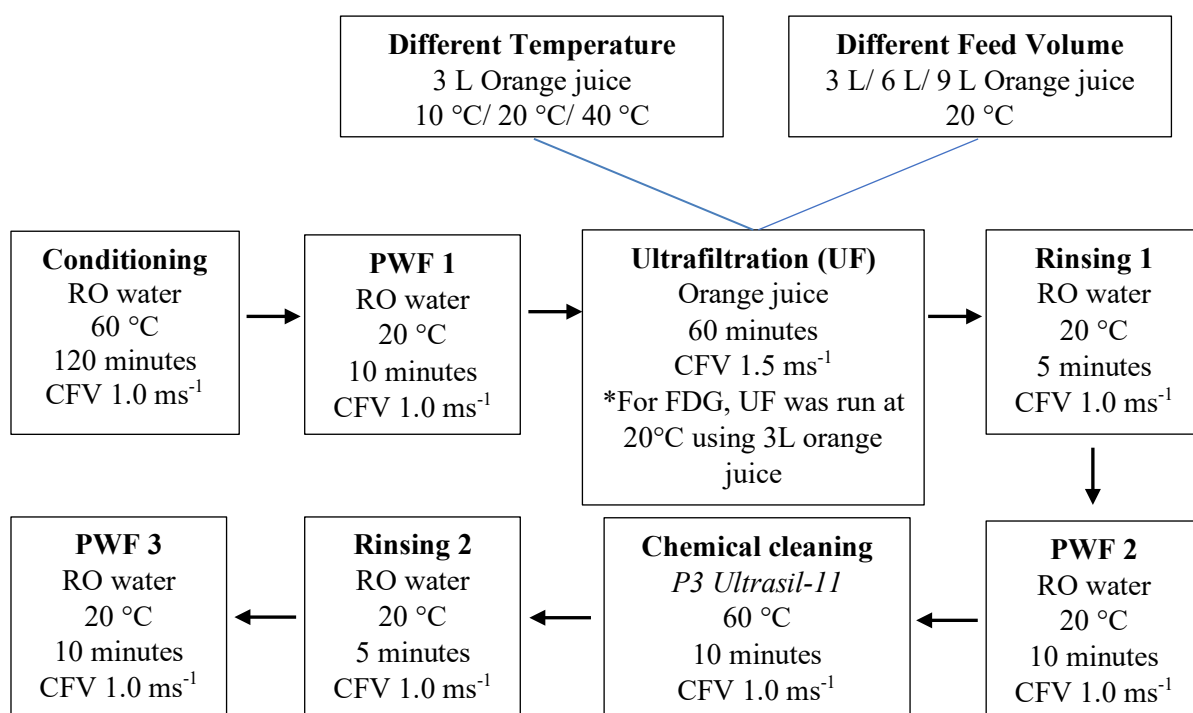 Different Temperature
3 L Orange juice
10 °C/ 20 °C/ 40 °C
Different Feed Volume
3 L/ 6 L/ 9 L Orange juice
20 °C
Conditioning
RO water
60 °C
120 minutes
CFV 1.0 ms⁻¹
PWF 1
RO water
20 °C
10 minutes
CFV 1.0 ms⁻¹
Ultrafiltration (UF)
Orange juice
60 minutes
CFV 1.5 ms⁻¹
*For FDG, UF was run at
20°C using 3L orange
juice
Rinsing 1
RO water
20 °C
5 minutes
CFV 1.0 ms⁻¹
PWF 2
RO water
20 °C
10 minutes
CFV 1.0 ms⁻¹
Chemical cleaning
P3 Ultrasil-11
60 °C
10 minutes
CFV 1.0 ms⁻¹
Rinsing 2
RO water
20 °C
5 minutes
CFV 1.0 ms⁻¹
PWF 3
RO water
20 °C
10 minutes
CFV 1.0 ms⁻¹